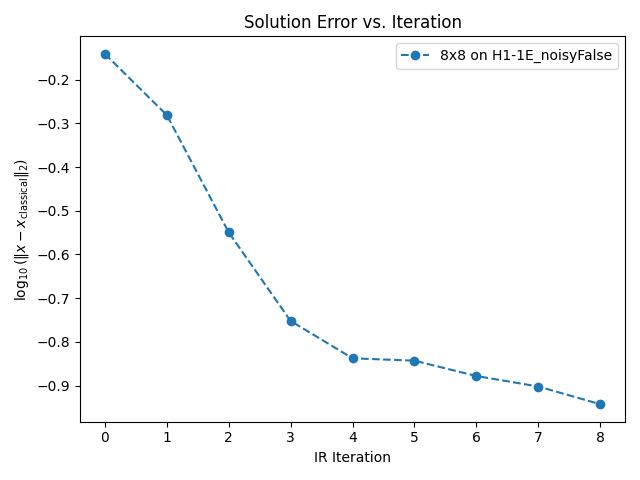 Solution Error vs. Iteration
8x8 on H1-1E_noisyFalse
−0.2
−0.3
−0.4
−0.5
−0.6
−0.7
−0.8
−0.9
log₁₀(‖x − x_classical‖₂)
0 1 2 3 4 5 6 7 8
IR Iteration